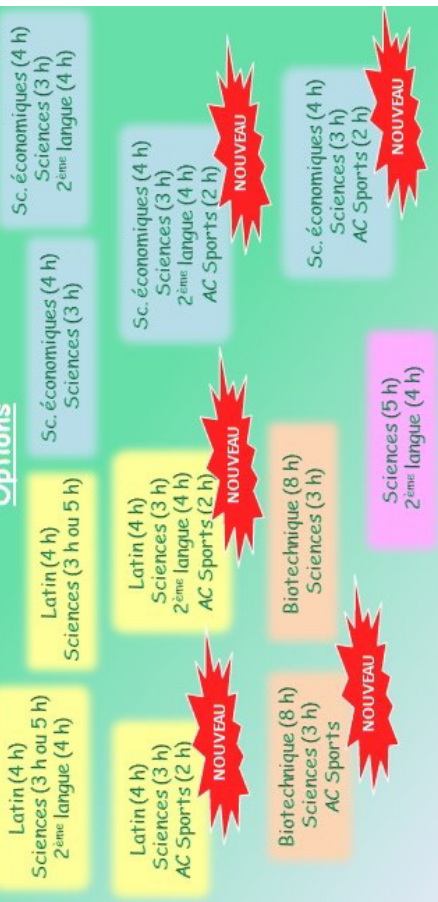 Options
Latin (4 h)
Sciences (3 h ou 5 h)
2ème langue (4 h)
Latin (4 h)
Sciences (3 h ou 5 h)
Sc. économiques (4 h)
Sciences (3 h)
Sc. économiques (4 h)
Sciences (3 h)
2ème langue (4 h)
Latin (4 h)
Sciences (3 h)
AC Sports (2 h)
NOUVEAU
Latin (4 h)
Sciences (3 h)
2ème langue (4 h)
AC Sports (2 h)
NOUVEAU
Sc. économiques (4 h)
Sciences (3 h)
2ème langue (4 h)
AC Sports (2 h)
NOUVEAU
Biotechnique (8 h)
Sciences (3 h)
AC Sports
NOUVEAU
Biotechnique (8 h)
Sciences (3 h)
Sc. économiques (4 h)
Sciences (3 h)
AC Sports (2 h)
NOUVEAU
Sciences (5 h)
2ème langue (4 h)